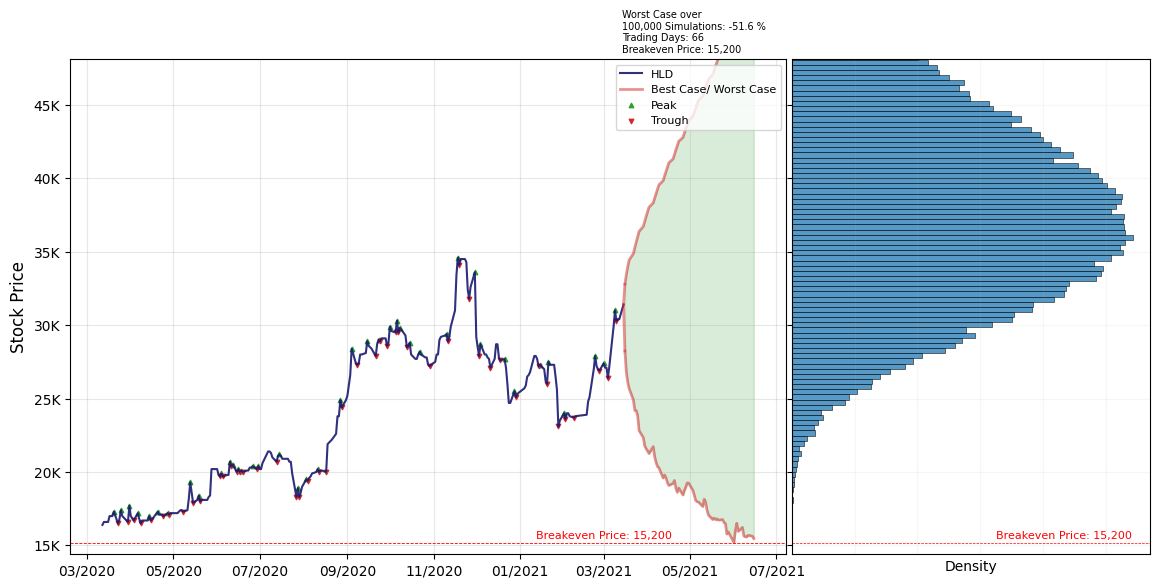 Worst Case over
100,000 Simulations: -51.6 %
Trading Days: 66
Breakeven Price: 15,200
HLD
Best Case/ Worst Case
Peak
Trough
45K
40K
35K
30K
25K
20K
15K
Stock Price
Breakeven Price: 15,200
Breakeven Price: 15,200
03/2020 05/2020 07/2020 09/2020 11/2020 01/2021 03/2021 05/2021 07/2021
Density